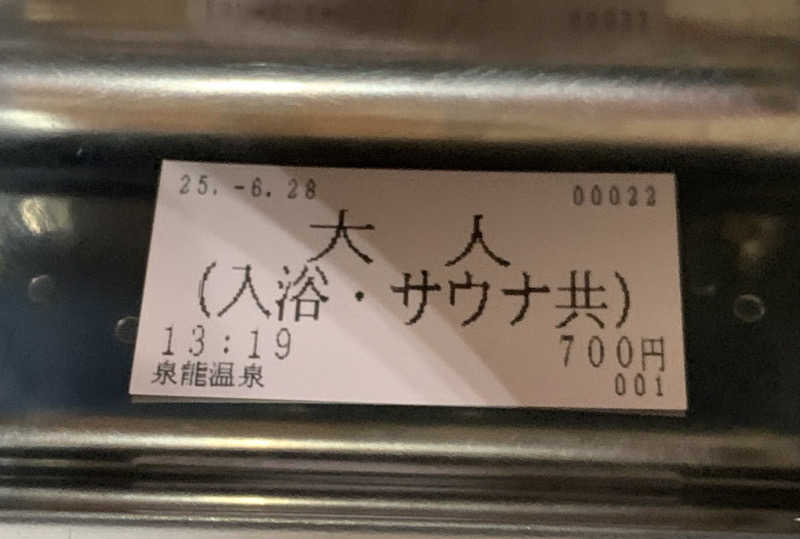 25.-6.28 00022
大人
(入浴・サウナ共)
13:19 700円
泉龍温泉 001